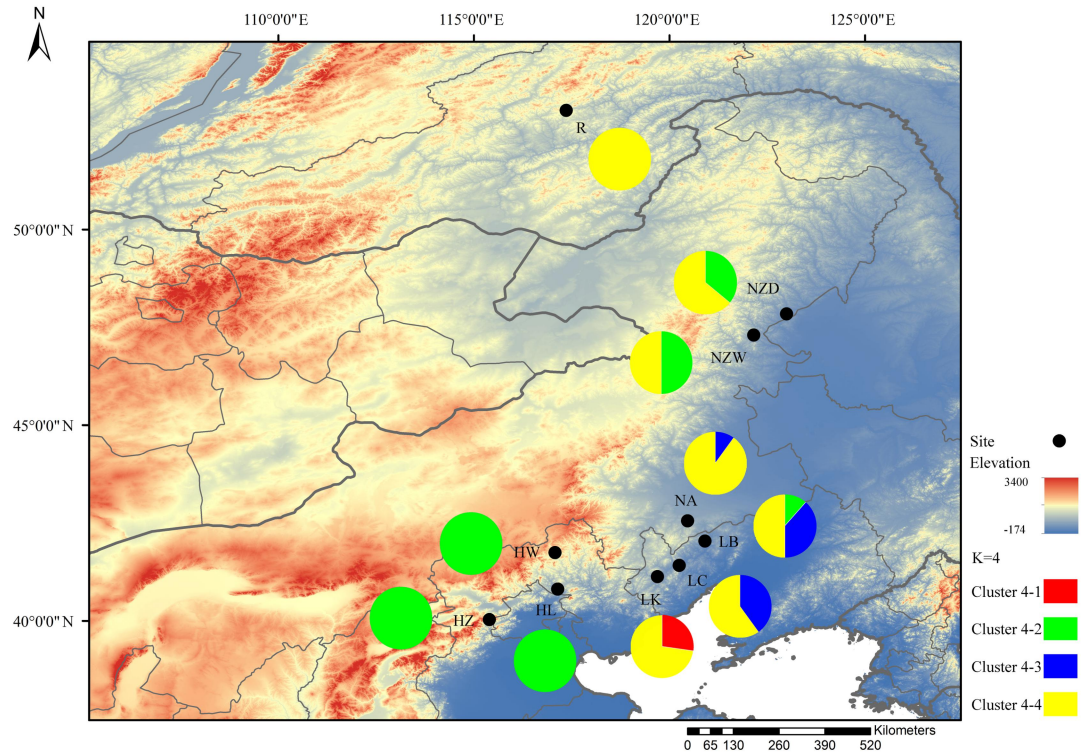 N
110°0'0"E 115°0'0"E 120°0'0"E 125°0'0"E
R
50°0'0"N
NZD
NZW
45°0'0"N
Site
Elevation
3400
NA
-174
LB
HW
K=4
LC
LK
HL
Cluster 4-1
40°0'0"N
HZ
Cluster 4-2
Cluster 4-3
Cluster 4-4
Kilometers
0 65 130 260 390 520